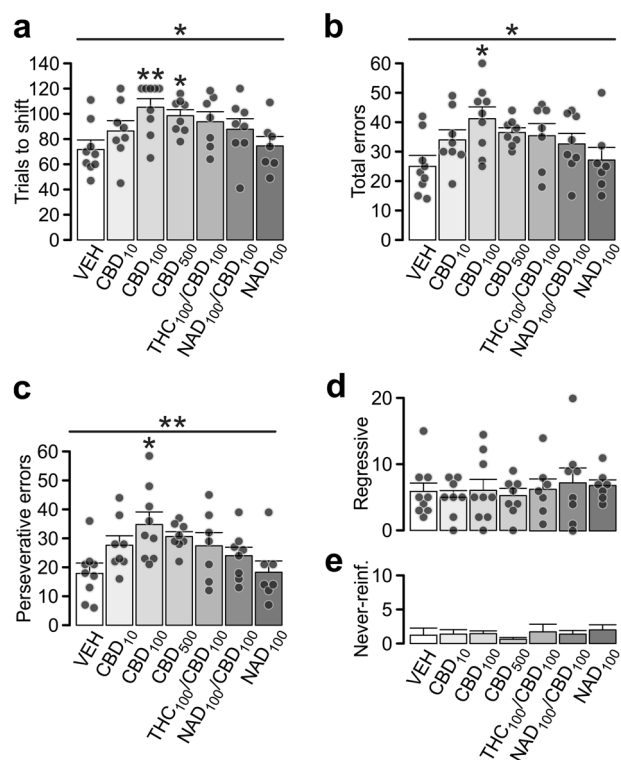 a
*
Trials to shift
140
120
100
80
60
40
20
0
**
*
VEH
CBD10
CBD100
CBD500
THC100/CBD100
NAD100/CBD100
NAD100
b
*
Total errors
60
50
40
30
20
10
0
*
VEH
CBD10
CBD100
CBD500
THC100/CBD100
NAD100/CBD100
NAD100
c
**
Perseverative errors
60
50
40
30
20
10
0
*
VEH
CBD10
CBD100
CBD500
THC100/CBD100
NAD100/CBD100
NAD100
d
Regressive
20
10
0
e
Never-reinf.
10
5
0
VEH
CBD10
CBD100
CBD500
THC100/CBD100
NAD100/CBD100
NAD100